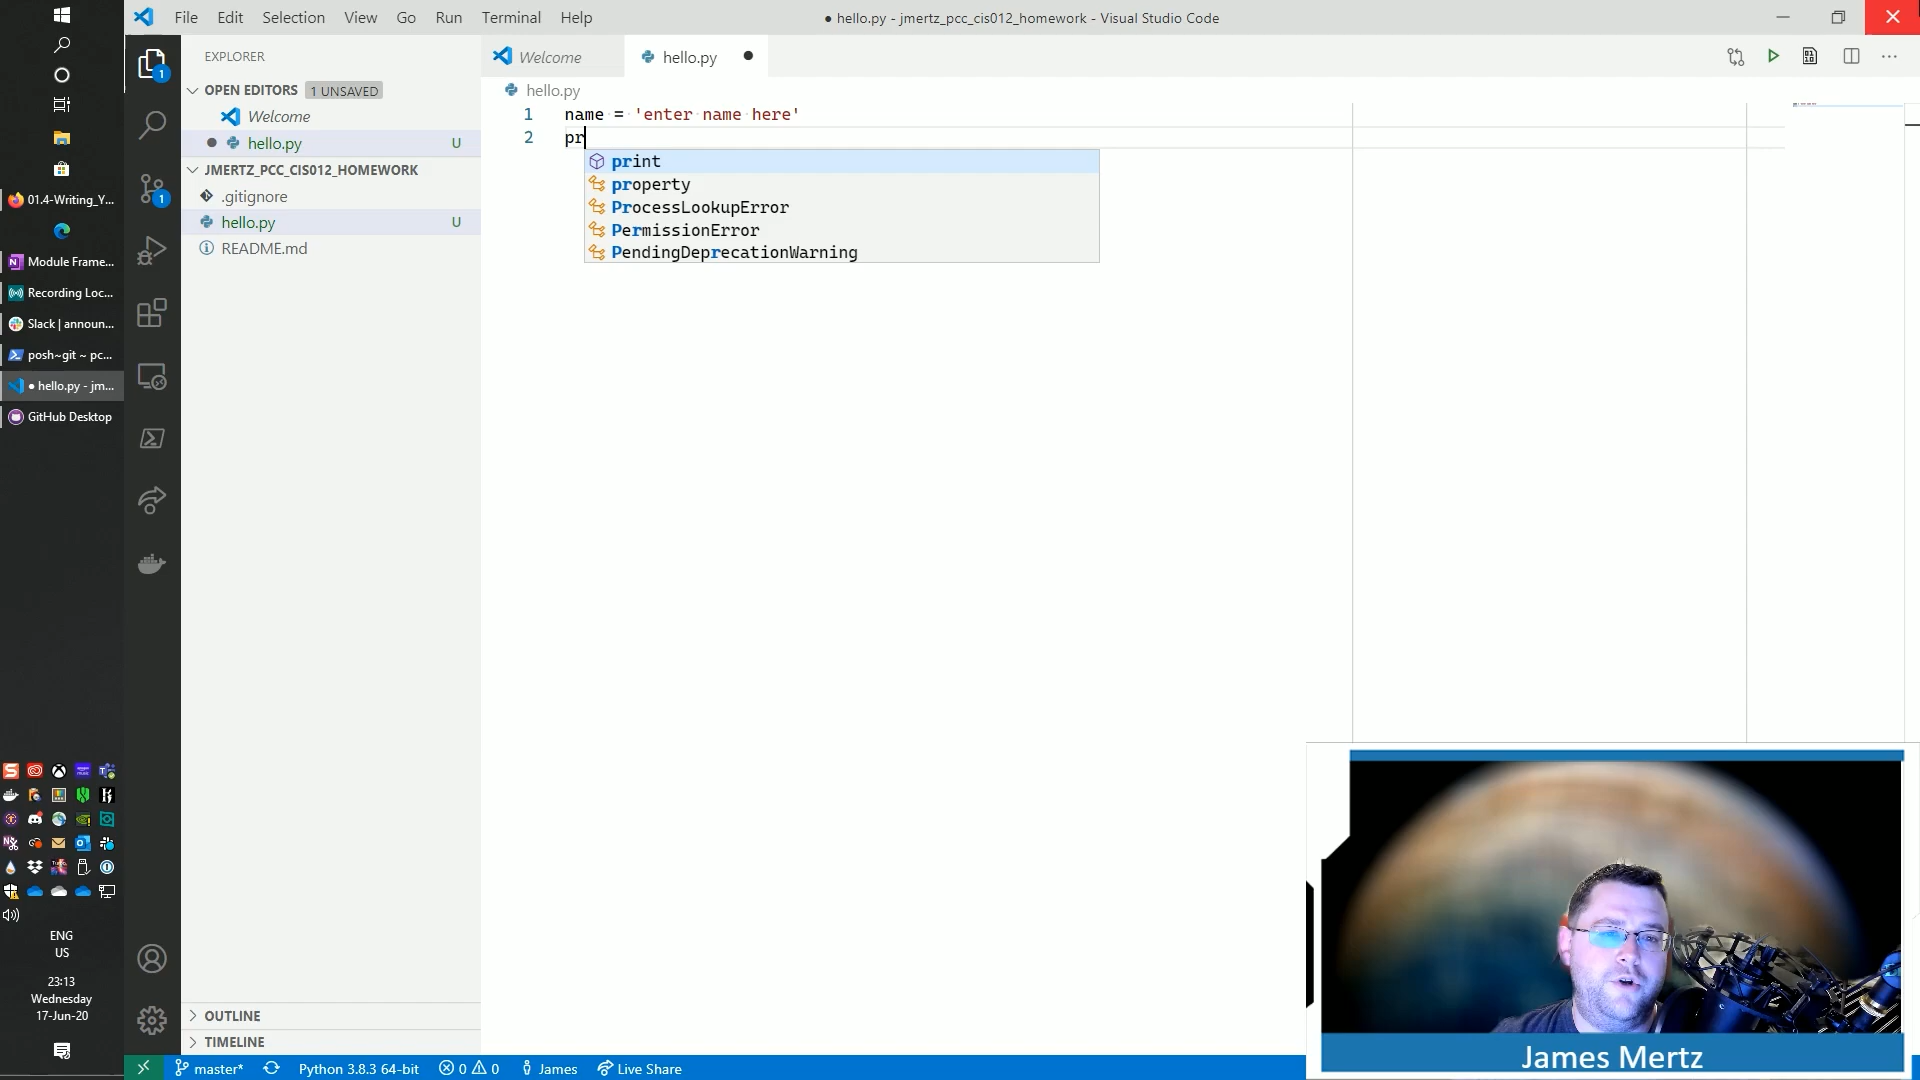 File Edit Selection View Go Run Terminal Help
● hello.py - jmertz_pcc_cis012_homework - Visual Studio Code
EXPLORER
OPEN EDITORS 1 UNSAVED
Welcome
hello.py U
JMERTZ_PCC_CIS012_HOMEWORK
.gitignore
hello.py U
README.md
OUTLINE
TIMELINE
Welcome
hello.py
hello.py
1 name = 'enter name here'
2 pr
print
property
ProcessLookupError
PermissionError
PendingDeprecationWarning
01.4-Writing_Y...
Module Frame...
Recording Loc...
Slack | announ...
posh~git ~ pc...
● hello.py - jm...
GitHub Desktop
ENG
US
23:13
Wednesday
17-Jun-20
1
1
master* Python 3.8.3 64-bit 0 0 James Live Share
James Mertz